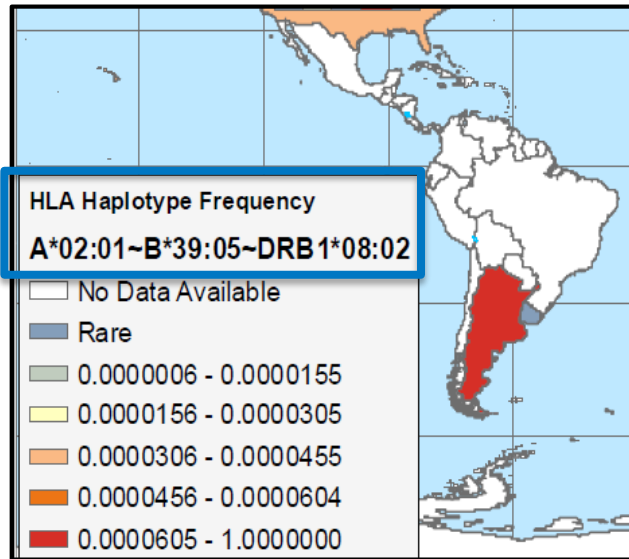 HLA Haplotype Frequency
A*02:01~B*39:05~DRB1*08:02
No Data Available
Rare
0.0000006 - 0.0000155
0.0000156 - 0.0000305
0.0000306 - 0.0000455
0.0000456 - 0.0000604
0.0000605 - 1.0000000